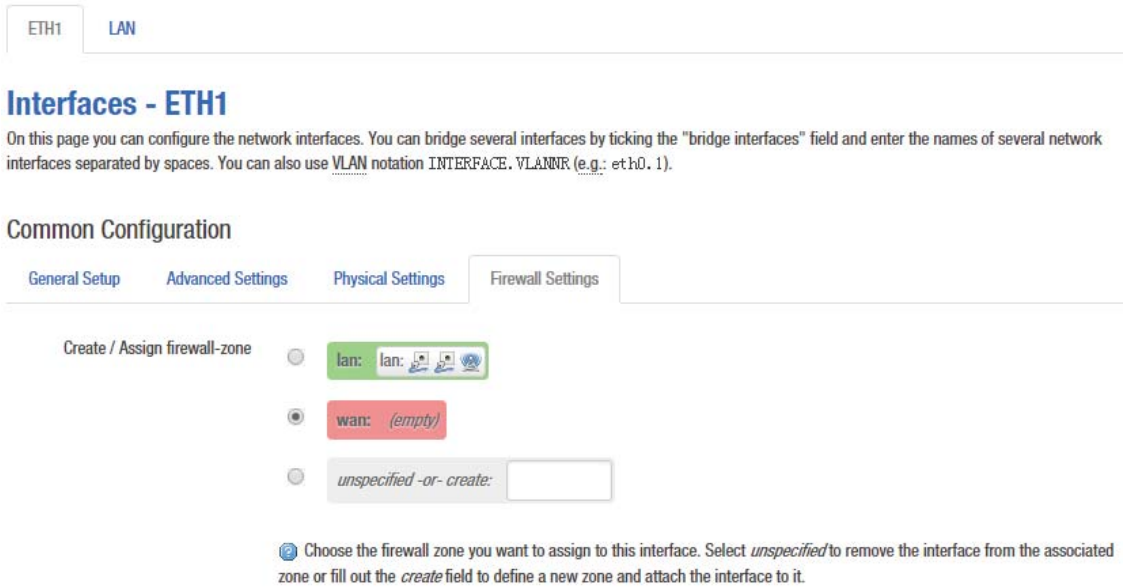 ETH1 LAN
Interfaces - ETH1
On this page you can configure the network interfaces. You can bridge several interfaces by ticking the "bridge interfaces" field and enter the names of several network
interfaces separated by spaces. You can also use VLAN notation INTERFACE.VLANNR (e.g.: eth0.1).
Common Configuration
General Setup Advanced Settings Physical Settings Firewall Settings
Create / Assign firewall-zone
lan: lan:
wan: (empty)
unspecified -or- create:
Choose the firewall zone you want to assign to this interface. Select unspecified to remove the interface from the associated
zone or fill out the create field to define a new zone and attach the interface to it.